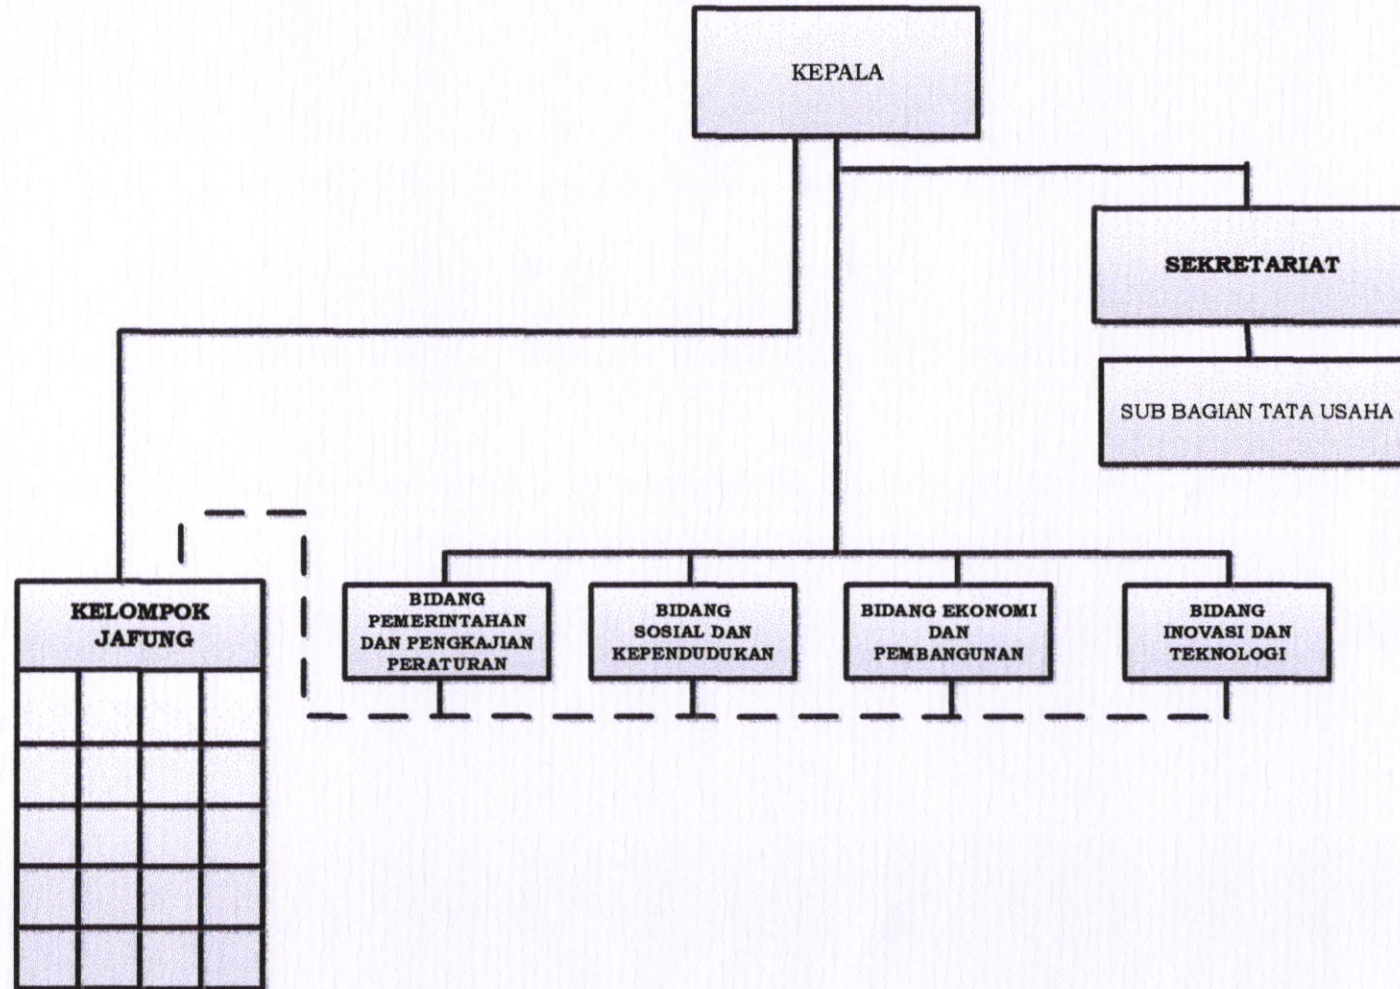 KEPALA
SEKRETARIAT
SUB BAGIAN TATA USAHA
KELOMPOK
JAFUNG
BIDANG
PEMERINTAHAN
DAN PENGKAJIAN
PERATURAN
BIDANG
SOSIAL DAN
KEPENDUDUKAN
BIDANG EKONOMI
DAN
PEMBANGUNAN
BIDANG
INOVASI DAN
TEKNOLOGI